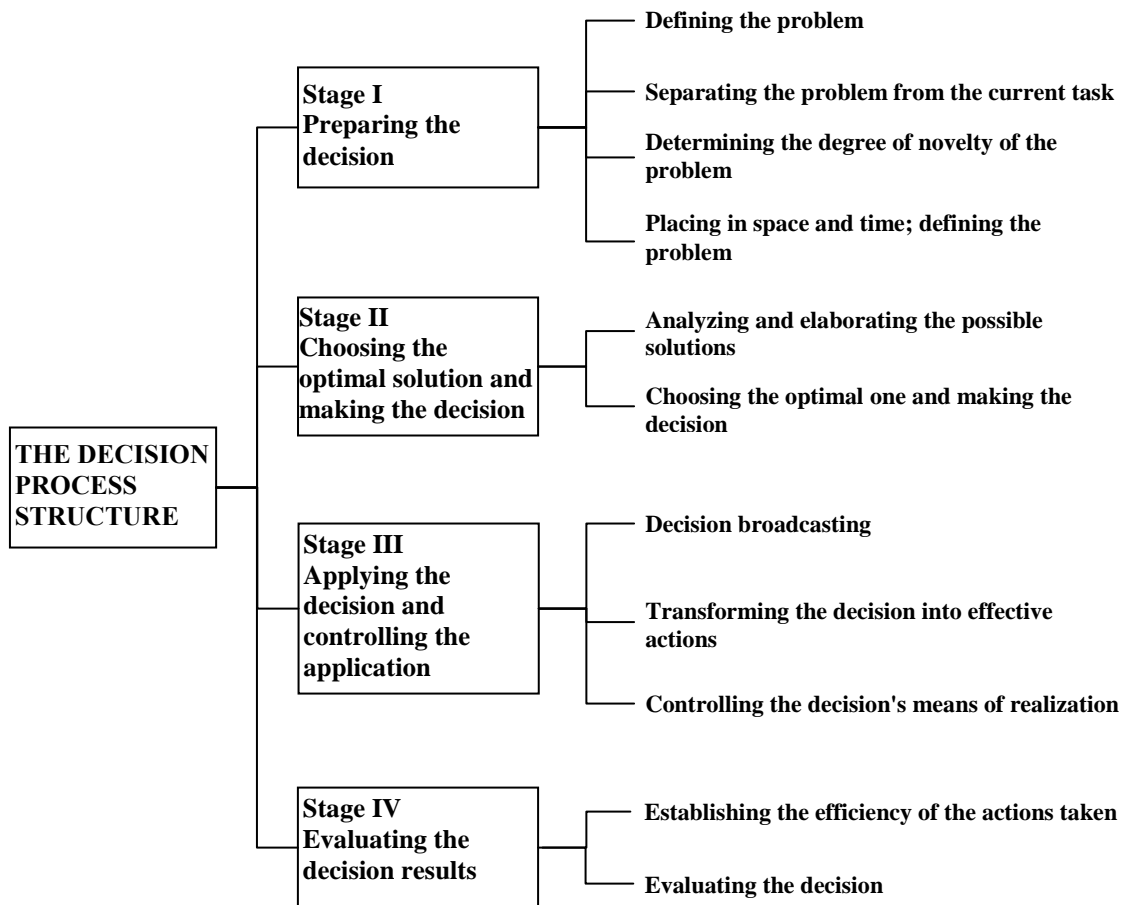 THE DECISION
PROCESS
STRUCTURE
Stage I
Preparing the
decision
Defining the problem
Separating the problem from the current task
Determining the degree of novelty of the
problem
Placing in space and time; defining the
problem
Stage II
Choosing the
optimal solution and
making the decision
Analyzing and elaborating the possible
solutions
Choosing the optimal one and making the
decision
Stage III
Applying the
decision and
controlling the
application
Decision broadcasting
Transforming the decision into effective
actions
Controlling the decision's means of realization
Stage IV
Evaluating the
decision results
Establishing the efficiency of the actions taken
Evaluating the decision